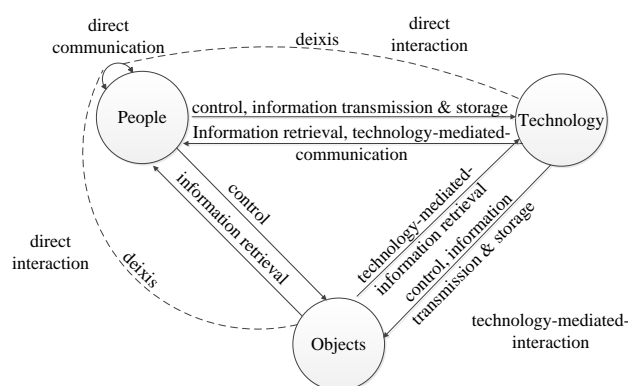 direct
communication
deixis
direct
interaction
People
control, information transmission & storage
Information retrieval, technology-mediated-
communication
Technology
control
information retrieval
technology-mediated-
information retrieval
control, information
transmission & storage
direct
interaction
deixis
Objects
technology-mediated-
interaction